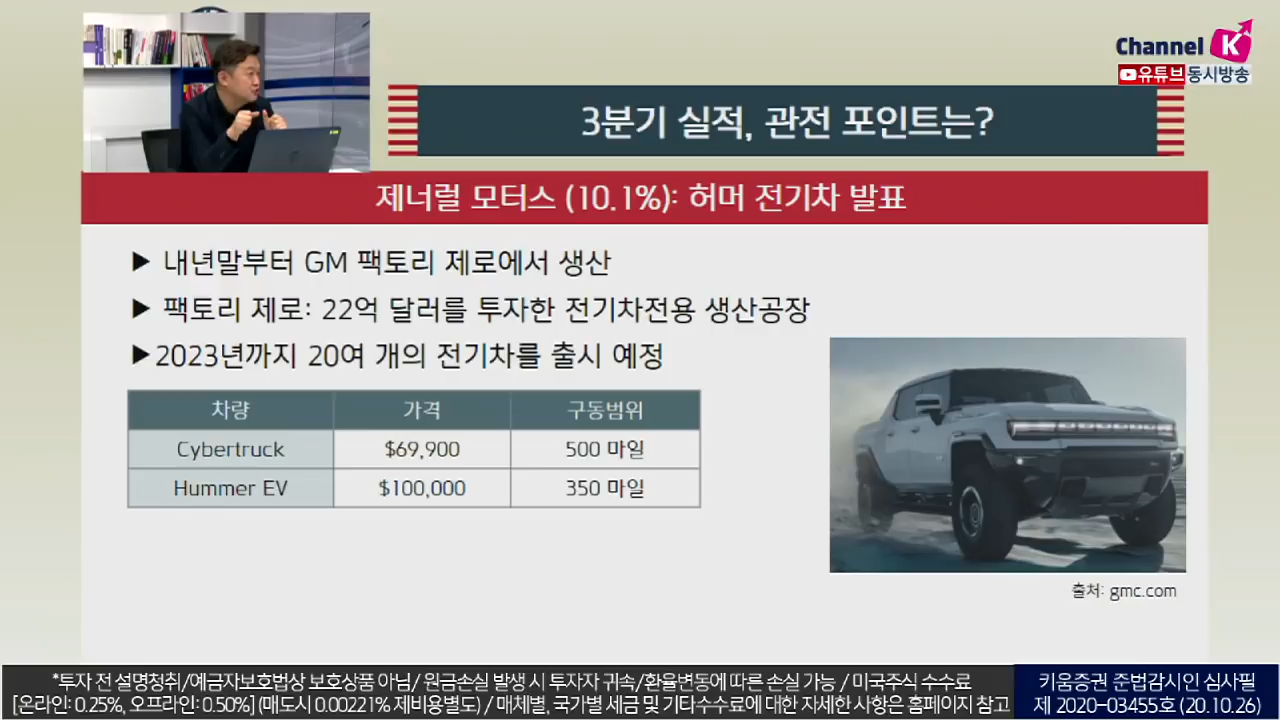 Channel K
유튜브 동시방송
3분기 실적, 관전 포인트는?
제너럴 모터스 (10.1%): 허머 전기차 발표
▶ 내년말부터 GM 팩토리 제로에서 생산
▶ 팩토리 제로: 22억 달러를 투자한 전기차전용 생산공장
▶2023년까지 20여 개의 전기차를 출시 예정
차량 가격 구동범위
Cybertruck $69,900 500 마일
Hummer EV $100,000 350 마일
출처: gmc.com
*투자 전 설명청취/예금자보호법상 보호상품 아님/ 원금손실 발생 시 투자자 귀속/환율변동에 따른 손실 가능 / 미국주식 수수료
[온라인: 0.25%, 오프라인: 0.50%] (매도시 0.00221% 제비용별도) / 매체별, 국가별 세금 및 기타수수료에 대한 자세한 사항은 홈페이지 참고
키움증권 준법감시인 심사필
제 2020-03455호 (20.10.26)